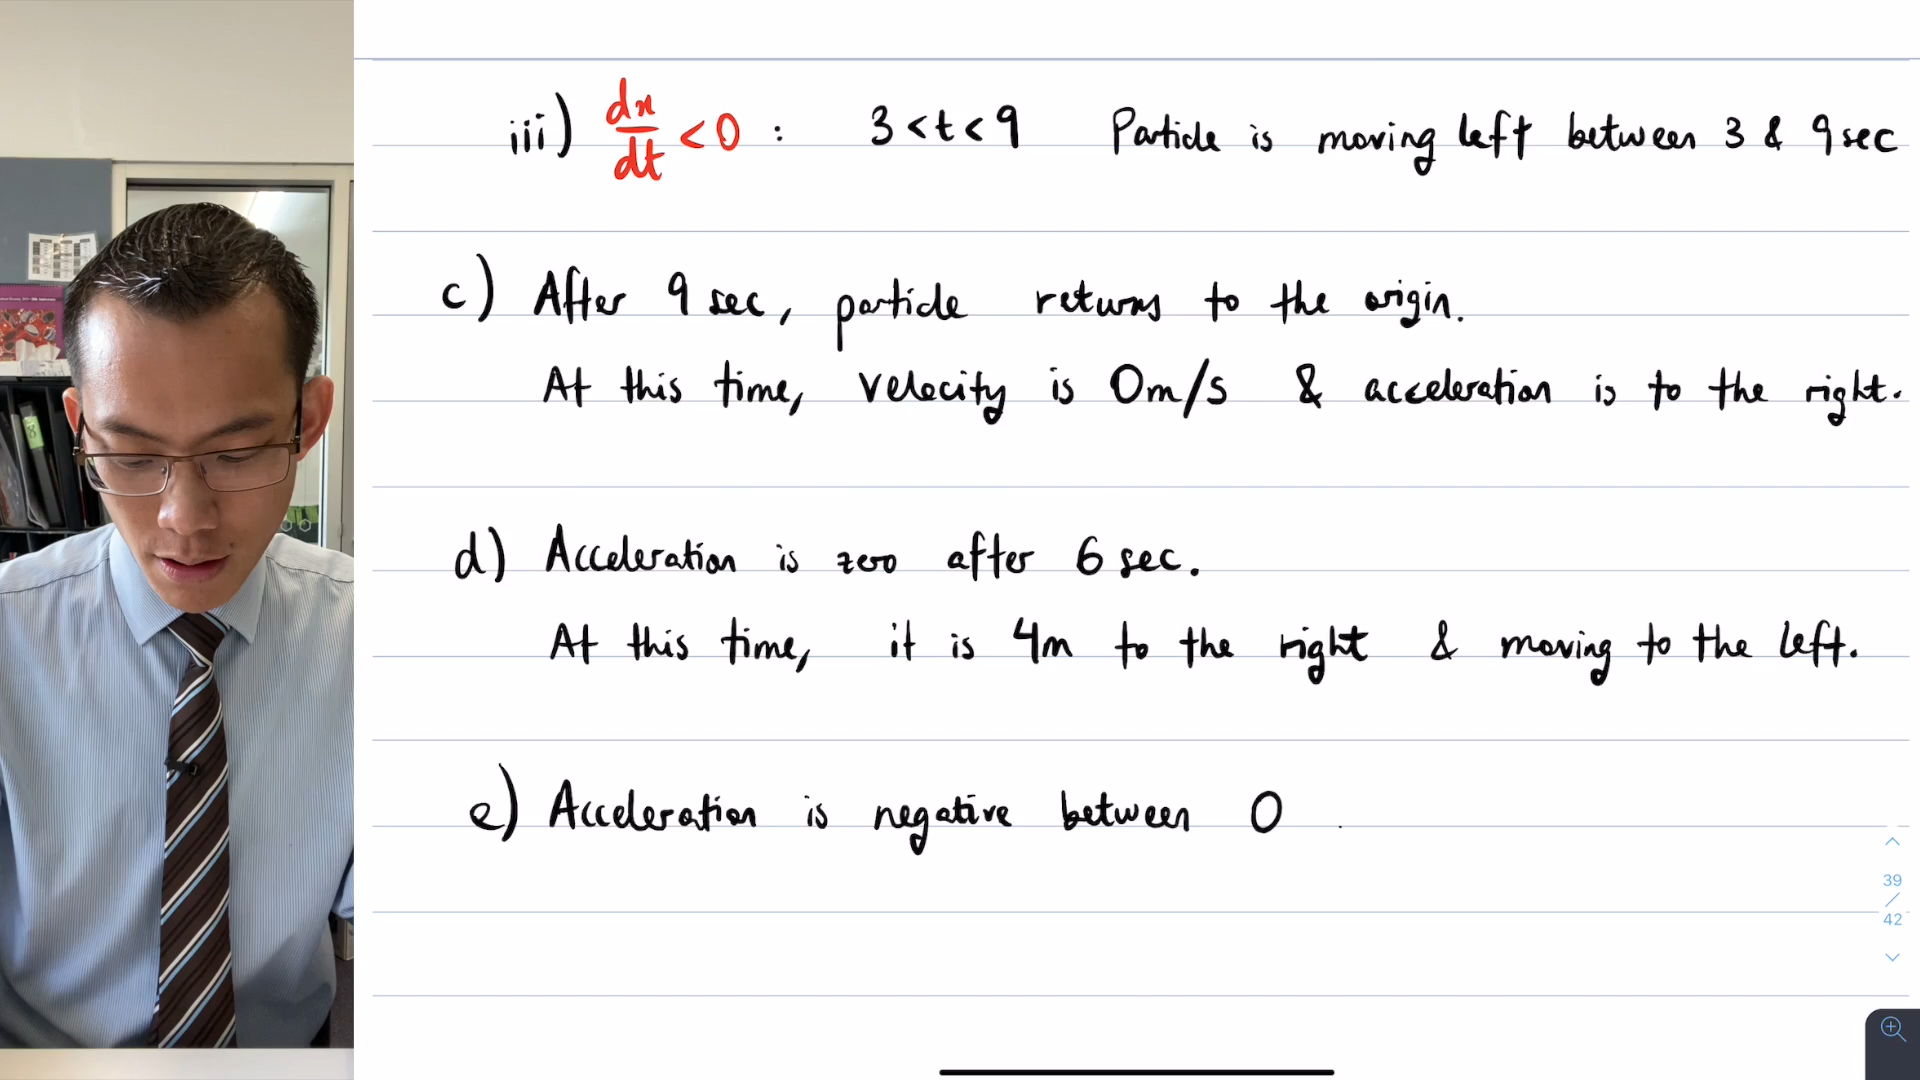 iii) dx/dt < 0 : 3 < t < 9 Particle is moving left between 3 & 9 sec
c) After 9 sec, particle returns to the origin.
At this time, velocity is 0m/s & acceleration is to the right.
d) Acceleration is zero after 6 sec.
At this time, it is 4m to the right & moving to the left.
e) Acceleration is negative between 0
39
/
42